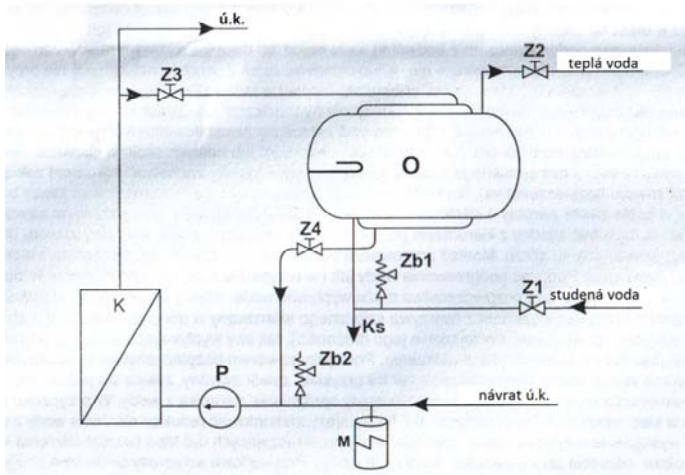 ú.k.
Z2
teplá voda
Z3
O
Z4
Zb1
K
Z1
studená voda
Ks
Zb2
P
návrat ú.k.
M